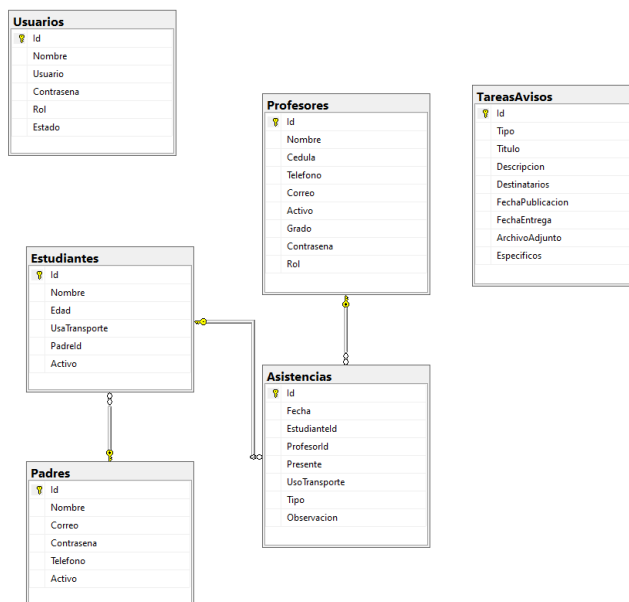 Usuarios
Id
Nombre
Usuario
Contrasena
Rol
Estado
Profesores
Id
Nombre
Cedula
Telefono
Correo
Activo
Grado
Contrasena
Rol
TareasAvisos
Id
Tipo
Titulo
Descripcion
Destinatarios
FechaPublicacion
FechaEntrega
ArchivoAdjunto
Especificos
Estudiantes
Id
Nombre
Edad
UsaTransporte
PadreId
Activo
Asistencias
Id
Fecha
EstudianteId
ProfesorId
Presente
UsoTransporte
Tipo
Observacion
Padres
Id
Nombre
Correo
Contrasena
Telefono
Activo